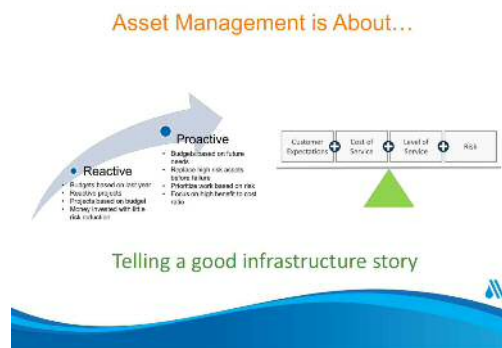 Asset Management is About...
Proactive
• Budgets based on future
needs
• Replace high risk assets
before failure
• Prioritize work based on risk
• Focus on high benefit to cost
ratio
Reactive
• Budgets based on last year
• Reactive projects
• Projects based on budget
• Money invested with little
risk reduction
Customer
Expectations
Cost of
Service
Level of
Service
Risk
Telling a good infrastructure story